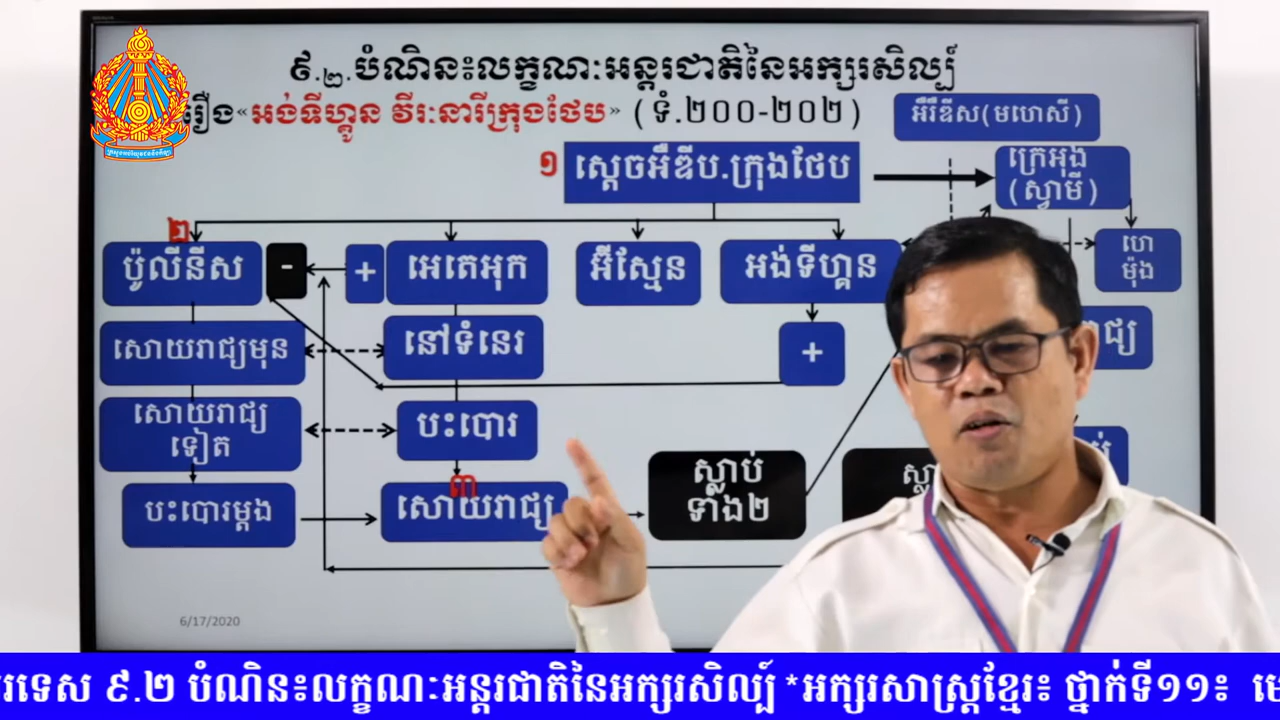 ៩.២.បំណិន៖លក្ខណៈអន្តរជាតិនៃអក្សរសិល្ប៍
រឿង«អង់ទីហ្គូន វីរៈនារីក្រុងថែប» (ទំ.២០០-២០២)
អឺរីឌីស(មហេសី)
១
ស្ដេចអឺឌីប.ក្រុងថែប
ក្រេអុង
(ស្វាមី)
២
ប៉ូលីនីស
-
+
អេតេអុក
អ៊ីស្មែន
អង់ទីហ្គូន
ហេ
ម៉ុង
សោយរាជ្យមុន
នៅទំនេរ
+
សោយរាជ្យ
ទៀត
បះបោរ
ស្លាប់
ទាំង២
៣
បះបោរម្ដង
សោយរាជ្យ
6/17/2020
៩.២ បំណិន៖លក្ខណៈអន្តរជាតិនៃអក្សរសិល្ប៍ *អក្សរសាស្ត្រខ្មែរ៖ ថ្នាក់ទី១១៖